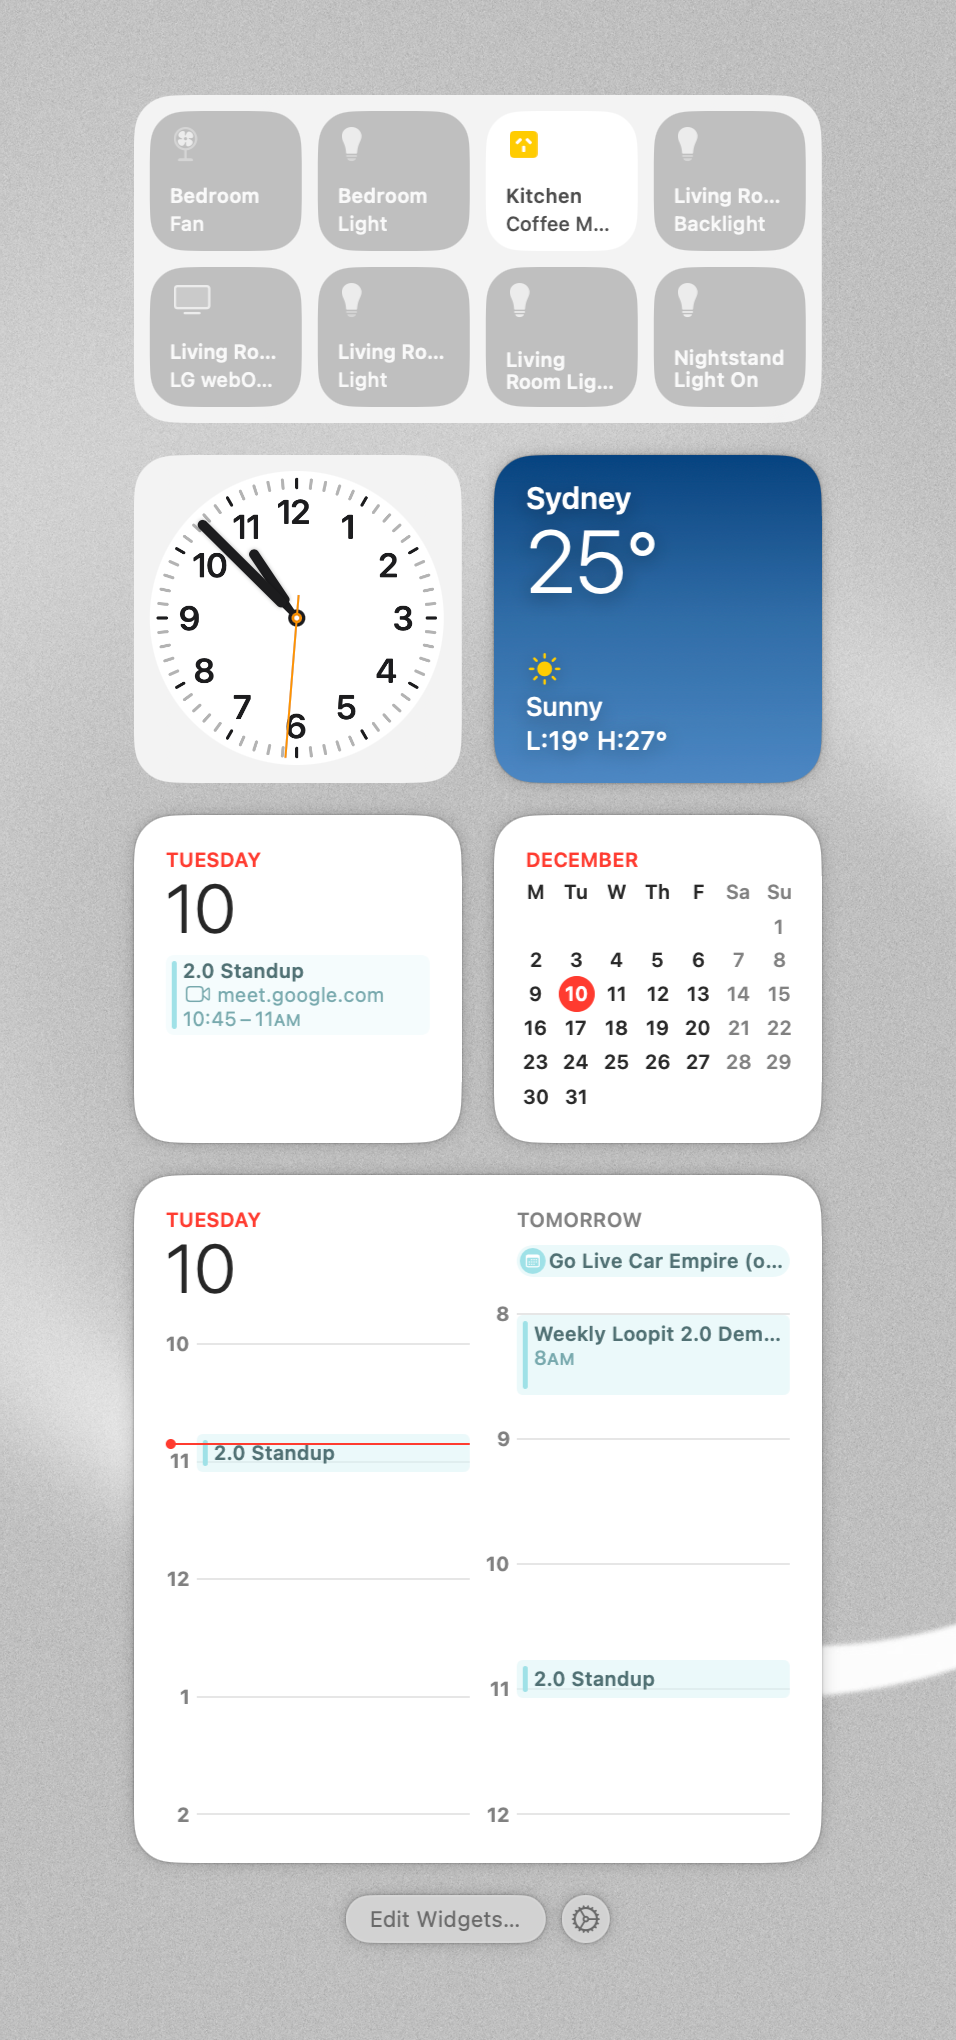 Bedroom
Fan
Bedroom
Light
Kitchen
Coffee M...
Living Ro...
Backlight
Living Ro...
LG webO...
Living Ro...
Light
Living
Room Lig...
Nightstand
Light On
12
1
2
3
4
5
6
7
8
9
10
11
Sydney
25°
Sunny
L:19° H:27°
TUESDAY
10
2.0 Standup
meet.google.com
10:45 – 11AM
DECEMBER
M Tu W Th F Sa Su
1
2 3 4 5 6 7 8
9 10 11 12 13 14 15
16 17 18 19 20 21 22
23 24 25 26 27 28 29
30 31
TUESDAY
10
10
11 2.0 Standup
12
1
2
TOMORROW
Go Live Car Empire (o...
8
Weekly Loopit 2.0 Dem...
8AM
9
10
2.0 Standup
11
12
Edit Widgets...